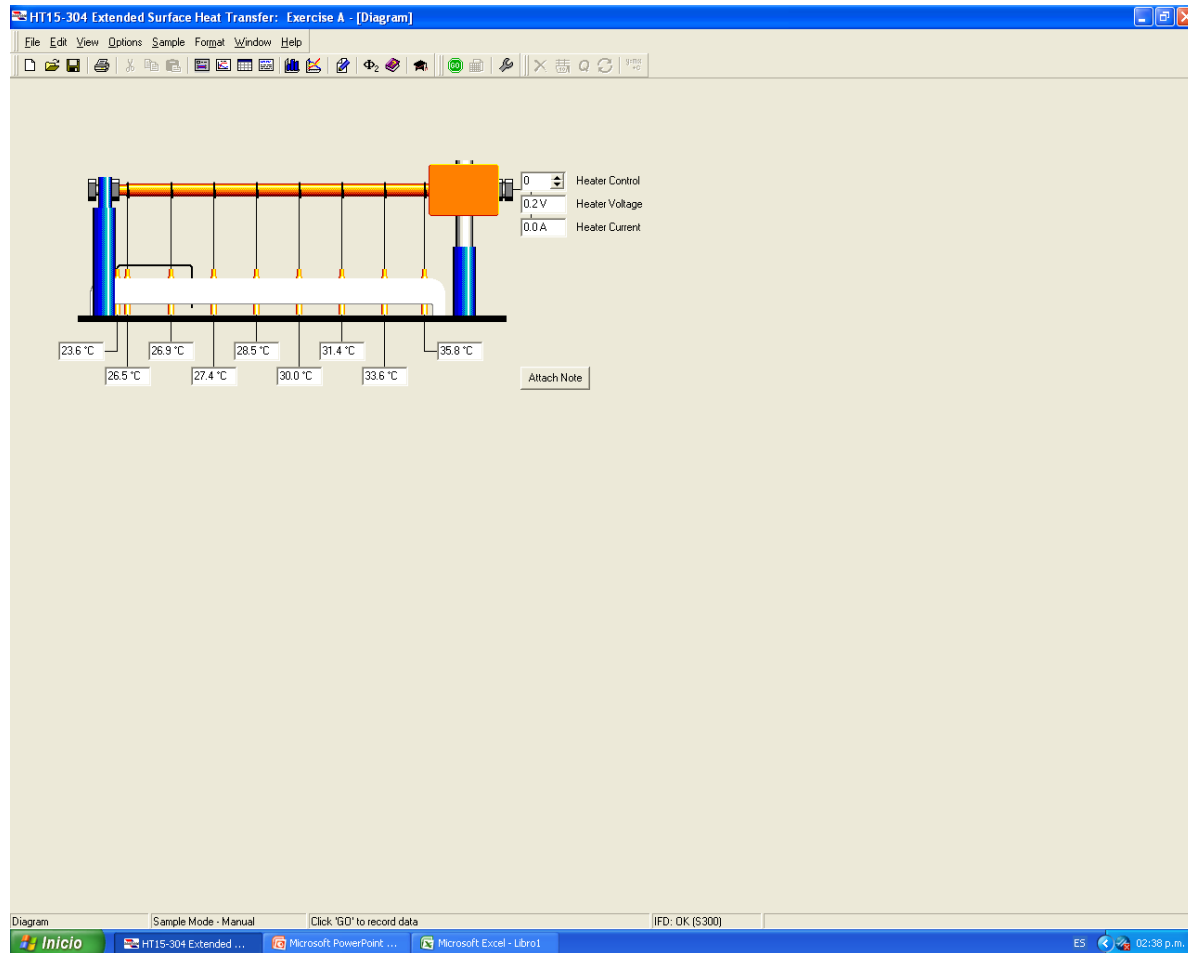 HT15-304 Extended Surface Heat Transfer: Exercise A - [Diagram]
File Edit View Options Sample Format Window Help
0 Heater Control
0.2 V Heater Voltage
0.0 A Heater Current
23.6 °C 26.9 °C 28.5 °C 31.4 °C 35.8 °C
26.5 °C 27.4 °C 30.0 °C 33.6 °C Attach Note
Diagram Sample Mode - Manual Click 'GO' to record data IFD: OK (S300)
Inicio HT15-304 Extended ... Microsoft PowerPoint ... Microsoft Excel - Libro1 ES 02:38 p.m.